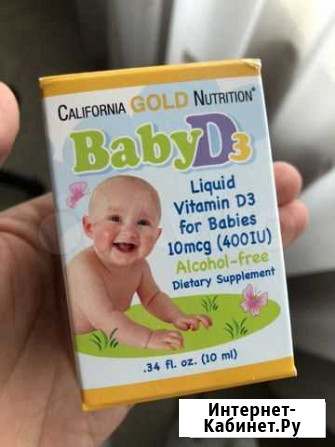 CALIFORNIA GOLD NUTRITION®
BabyD3
Liquid
Vitamin D3
for Babies
10mcg (400IU)
Alcohol-free
Dietary Supplement
.34 fl. oz. (10 ml)
Интернет-
Кабинет.Ру